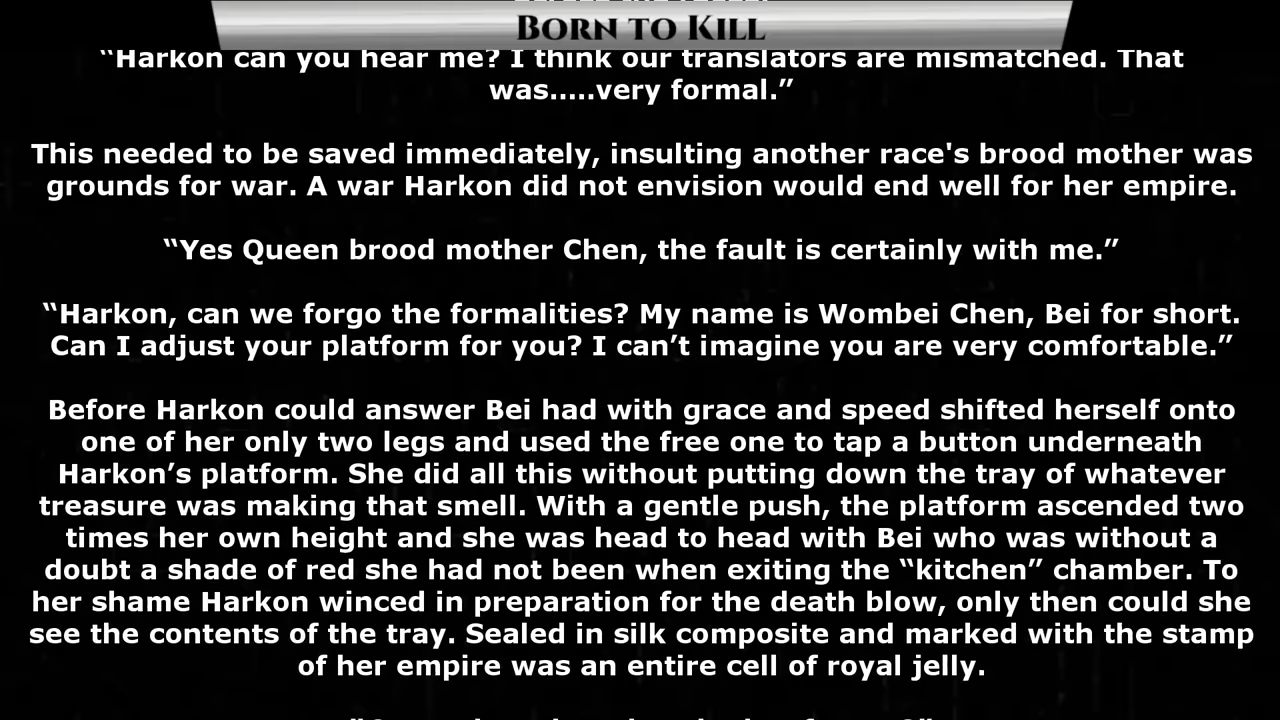 BORN TO KILL
“Harkon can you hear me? I think our translators are mismatched. That
was.....very formal.”
This needed to be saved immediately, insulting another race's brood mother was
grounds for war. A war Harkon did not envision would end well for her empire.
“Yes Queen brood mother Chen, the fault is certainly with me.”
“Harkon, can we forgo the formalities? My name is Wombei Chen, Bei for short.
Can I adjust your platform for you? I can’t imagine you are very comfortable.”
Before Harkon could answer Bei had with grace and speed shifted herself onto
one of her only two legs and used the free one to tap a button underneath
Harkon’s platform. She did all this without putting down the tray of whatever
treasure was making that smell. With a gentle push, the platform ascended two
times her own height and she was head to head with Bei who was without a
doubt a shade of red she had not been when exiting the “kitchen” chamber. To
her shame Harkon winced in preparation for the death blow, only then could she
see the contents of the tray. Sealed in silk composite and marked with the stamp
of her empire was an entire cell of royal jelly.